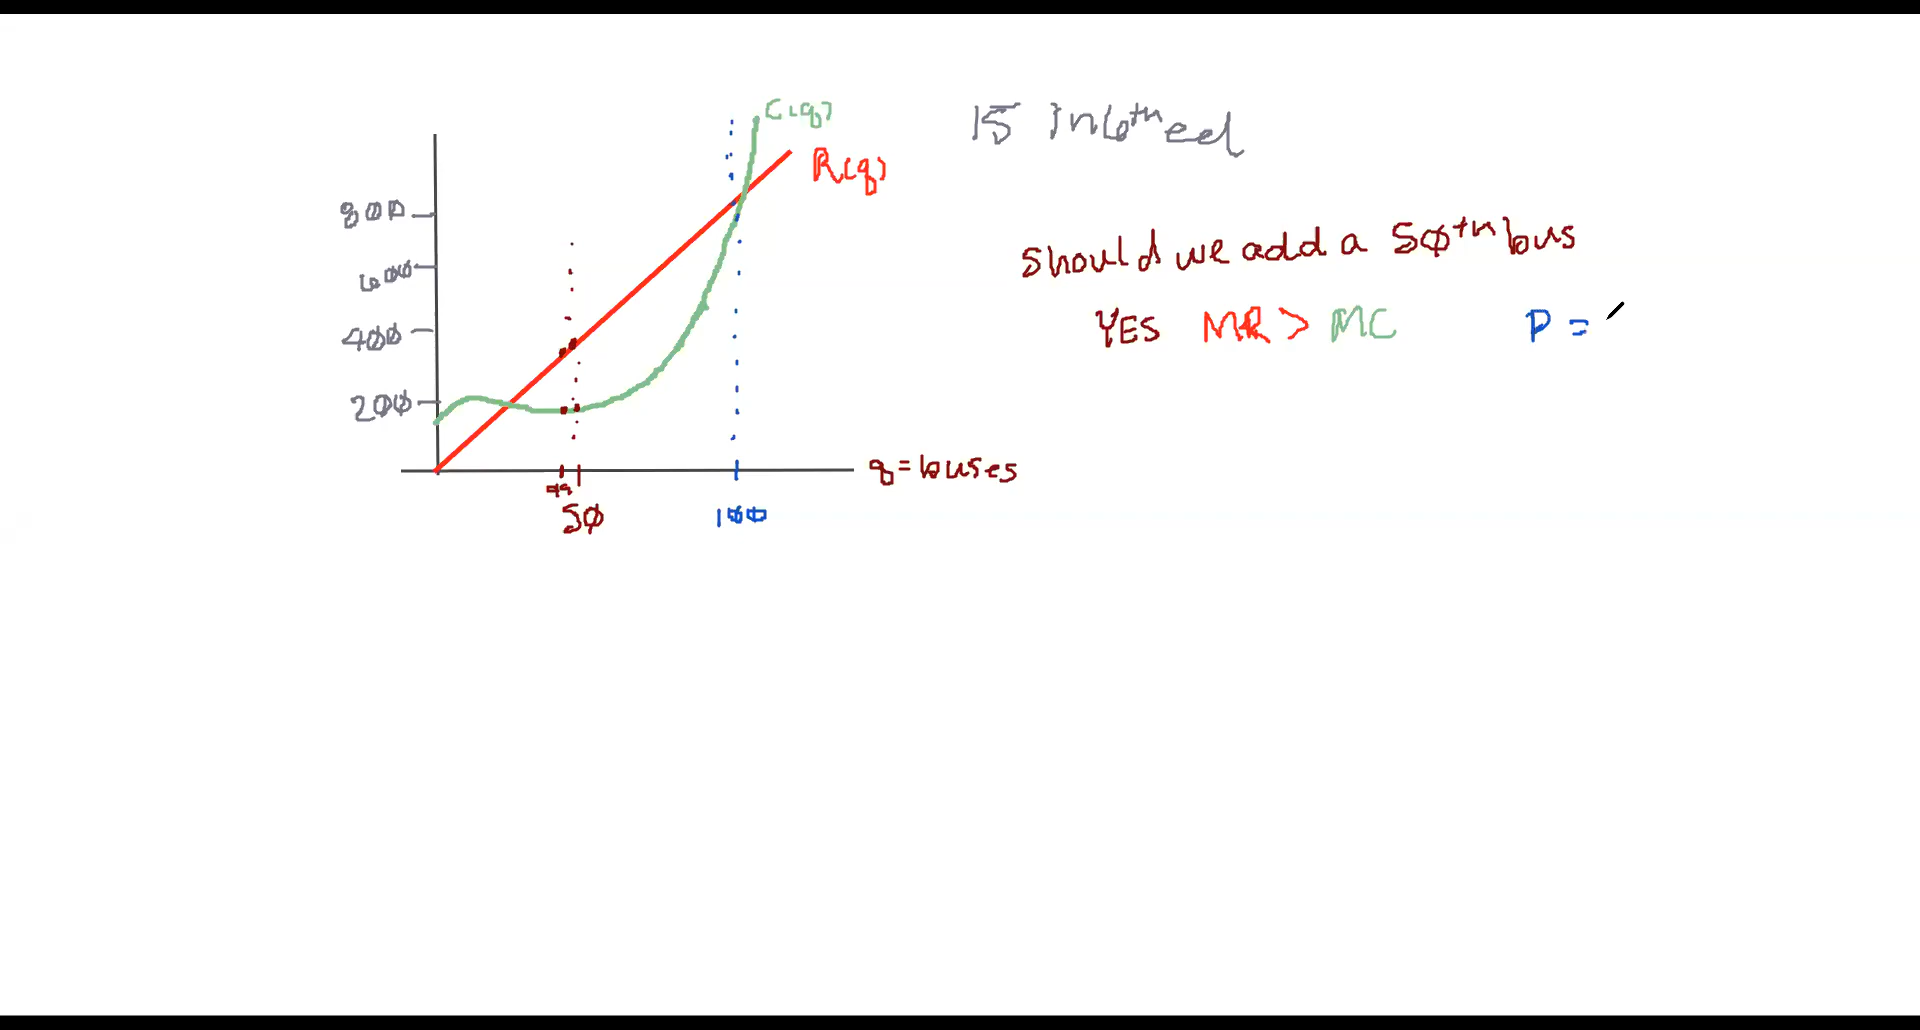 C(q)
R(q)
15 in 6th ed
800
600
400
200
should we add a 50th bus
YES MR > MC P =
q = buses
49
50
100